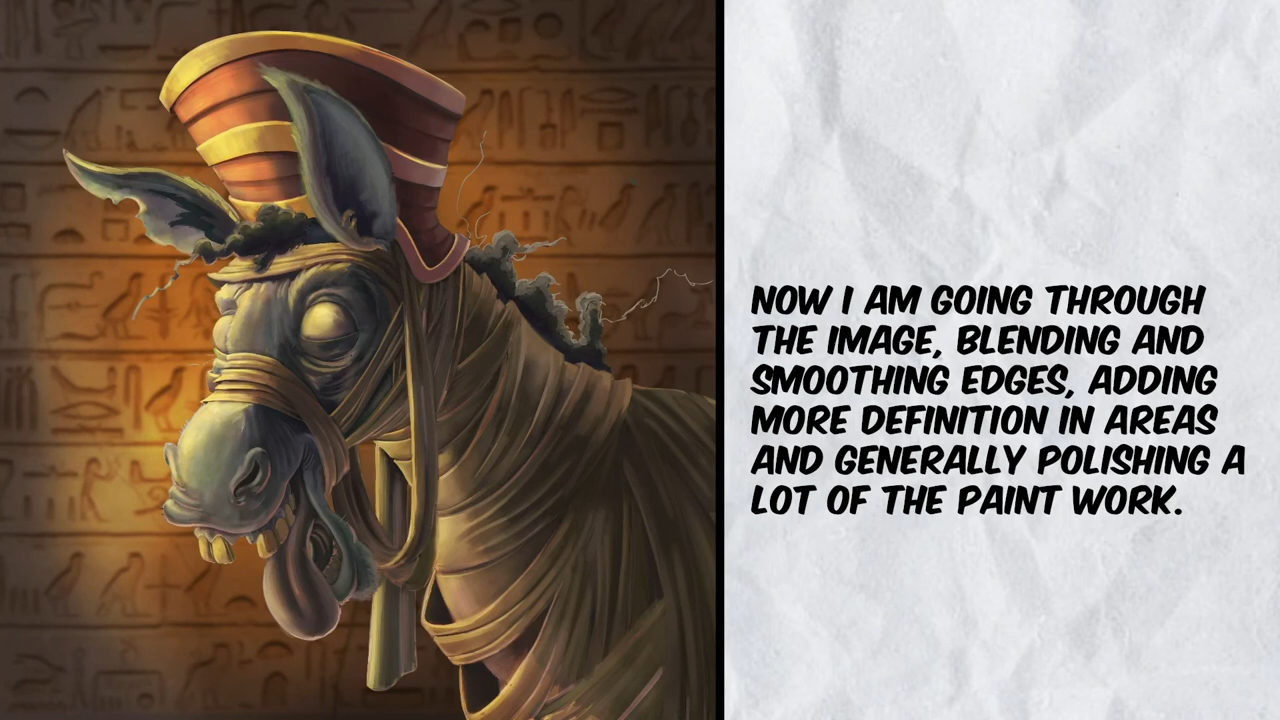 NOW I AM GOING THROUGH
THE IMAGE, BLENDING AND
SMOOTHING EDGES, ADDING
MORE DEFINITION IN AREAS
AND GENERALLY POLISHING A
LOT OF THE PAINT WORK.